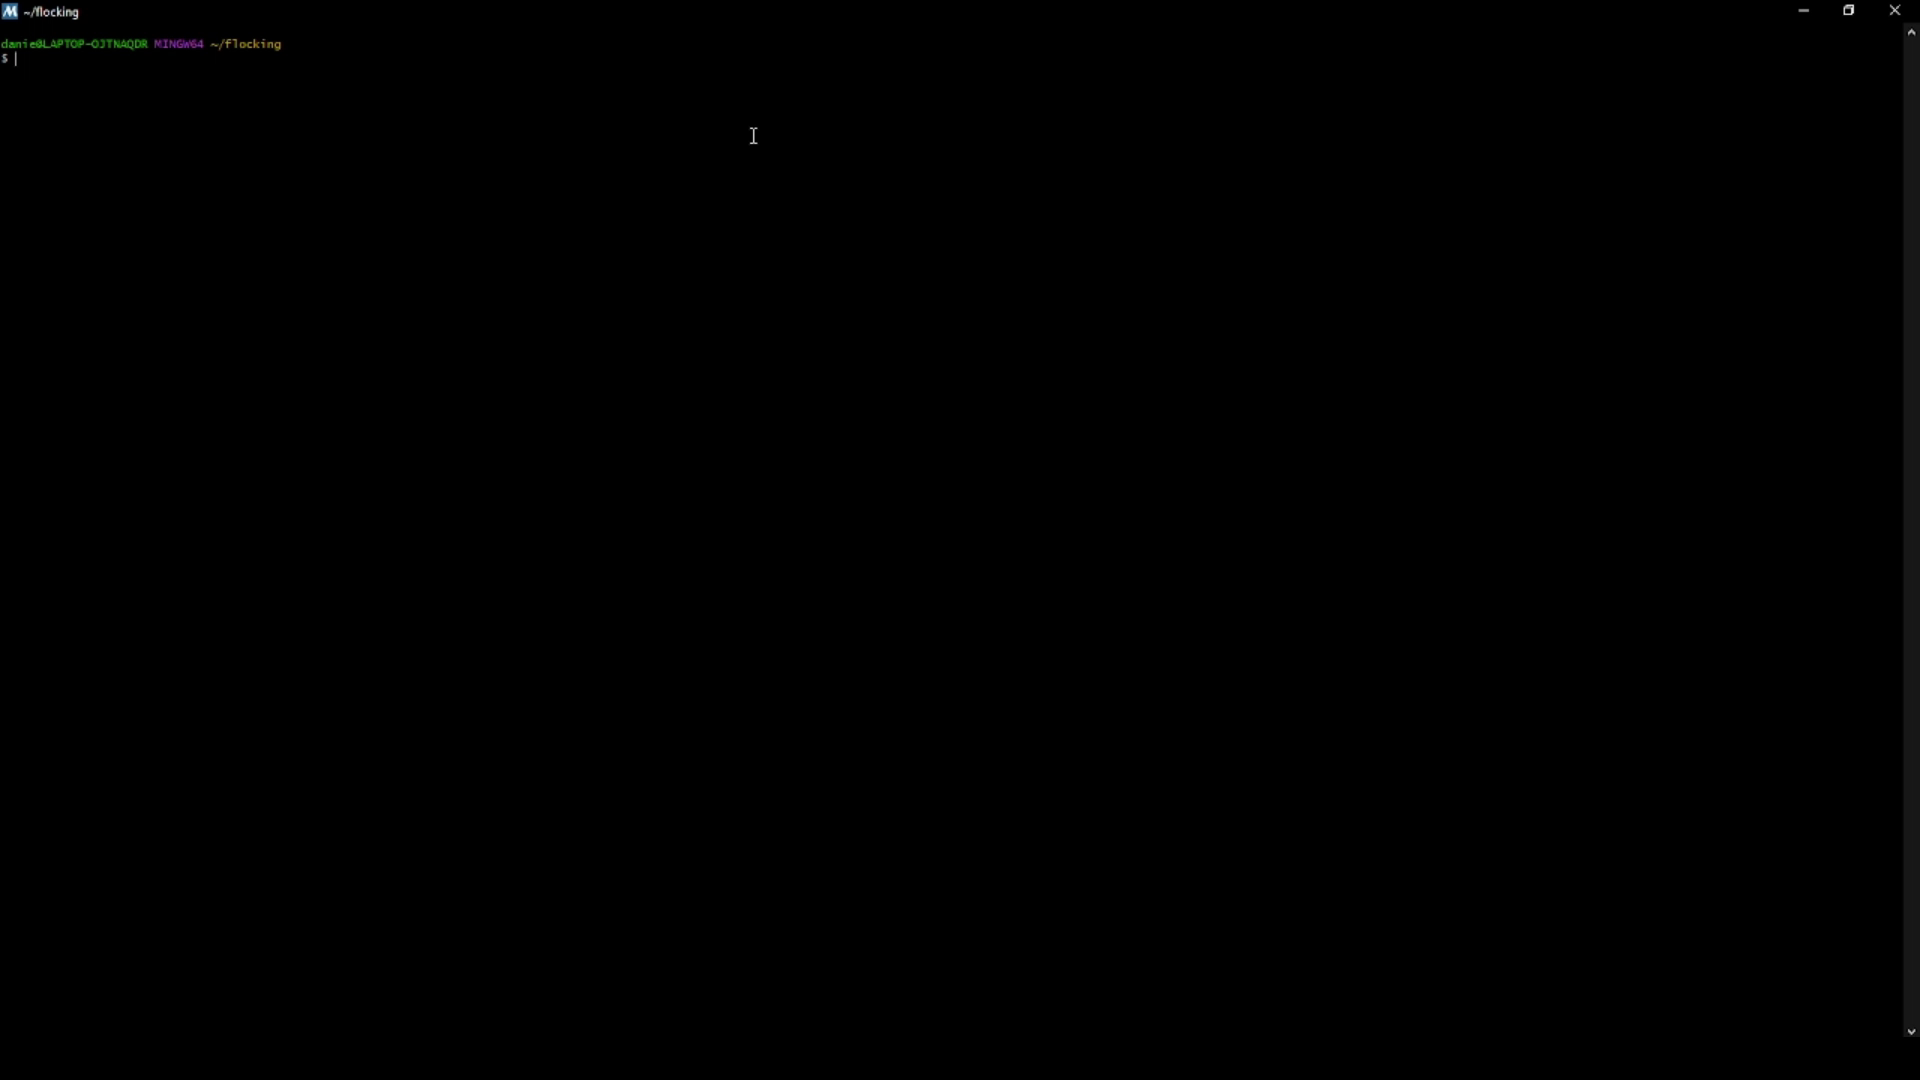 M ~/flocking
danie@LAPTOP-OJTNAQDR MINGW64 ~/flocking
$